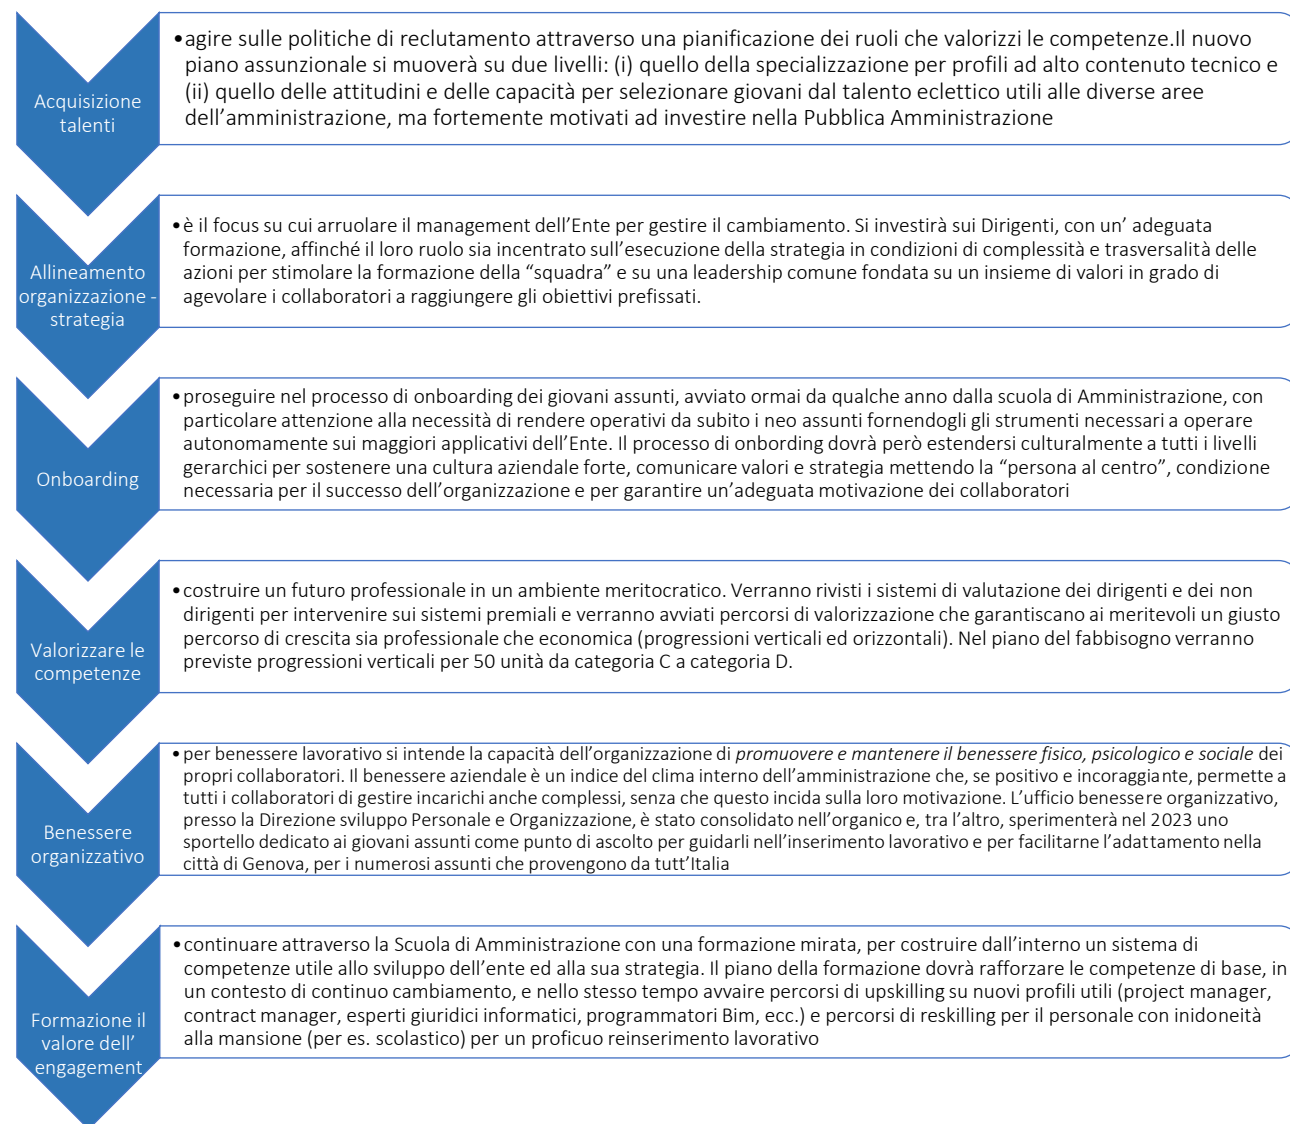 Acquisizione
talenti
•agire sulle politiche di reclutamento attraverso una pianificazione dei ruoli che valorizzi le competenze.Il nuovo
piano assunzionale si muoverà su due livelli: (i) quello della specializzazione per profili ad alto contenuto tecnico e
(ii) quello delle attitudini e delle capacità per selezionare giovani dal talento eclettico utili alle diverse aree
dell’amministrazione, ma fortemente motivati ad investire nella Pubblica Amministrazione
Allineamento
organizzazione -
strategia
•è il focus su cui arruolare il management dell’Ente per gestire il cambiamento. Si investirà sui Dirigenti, con un’ adeguata
formazione, affinché il loro ruolo sia incentrato sull’esecuzione della strategia in condizioni di complessità e trasversalità delle
azioni per stimolare la formazione della “squadra” e su una leadership comune fondata su un insieme di valori in grado di
agevolare i collaboratori a raggiungere gli obiettivi prefissati.
Onboarding
•proseguire nel processo di onboarding dei giovani assunti, avviato ormai da qualche anno dalla scuola di Amministrazione, con
particolare attenzione alla necessità di rendere operativi da subito i neo assunti fornendogli gli strumenti necessari a operare
autonomamente sui maggiori applicativi dell’Ente. Il processo di onbording dovrà però estendersi culturalmente a tutti i livelli
gerarchici per sostenere una cultura aziendale forte, comunicare valori e strategia mettendo la “persona al centro”, condizione
necessaria per il successo dell’organizzazione e per garantire un’adeguata motivazione dei collaboratori
Valorizzare le
competenze
•costruire un futuro professionale in un ambiente meritocratico. Verranno rivisti i sistemi di valutazione dei dirigenti e dei non
dirigenti per intervenire sui sistemi premiali e verranno avviati percorsi di valorizzazione che garantiscano ai meritevoli un giusto
percorso di crescita sia professionale che economica (progressioni verticali ed orizzontali). Nel piano del fabbisogno verranno
previste progressioni verticali per 50 unità da categoria C a categoria D.
Benessere
organizzativo
•per benessere lavorativo si intende la capacità dell’organizzazione di promuovere e mantenere il benessere fisico, psicologico e sociale dei
propri collaboratori. Il benessere aziendale è un indice del clima interno dell’amministrazione che, se positivo e incoraggiante, permette a
tutti i collaboratori di gestire incarichi anche complessi, senza che questo incida sulla loro motivazione. L’ufficio benessere organizzativo,
presso la Direzione sviluppo Personale e Organizzazione, è stato consolidato nell’organico e, tra l’altro, sperimenterà nel 2023 uno
sportello dedicato ai giovani assunti come punto di ascolto per guidarli nell’inserimento lavorativo e per facilitarne l’adattamento nella
città di Genova, per i numerosi assunti che provengono da tutt’Italia
Formazione il
valore dell’
engagement
•continuare attraverso la Scuola di Amministrazione con una formazione mirata, per costruire dall’interno un sistema di
competenze utile allo sviluppo dell’ente ed alla sua strategia. Il piano della formazione dovrà rafforzare le competenze di base, in
un contesto di continuo cambiamento, e nello stesso tempo avvaire percorsi di upskilling su nuovi profili utili (project manager,
contract manager, esperti giuridici informatici, programmatori Bim, ecc.) e percorsi di reskilling per il personale con inidoneità
alla mansione (per es. scolastico) per un proficuo reinserimento lavorativo